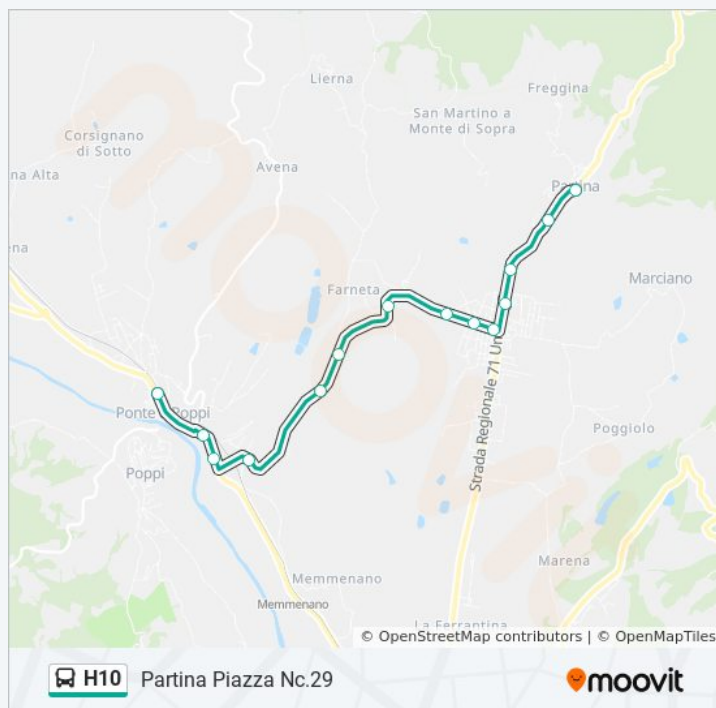 Lierna
Freggina
San Martino a
Monte di Sopra
Corsignano
di Sotto
na Alta
Avena
Partina
ena
Marciano
Farneta
Strada Regionale 71 Um
Ponte a Poppi
Poggiolo
Poppi
Marena
Memmenano
Memmenano
La Ferrantina
© OpenStreetMap contributors | © OpenMapTiles
H10 Partina Piazza Nc.29
moovit